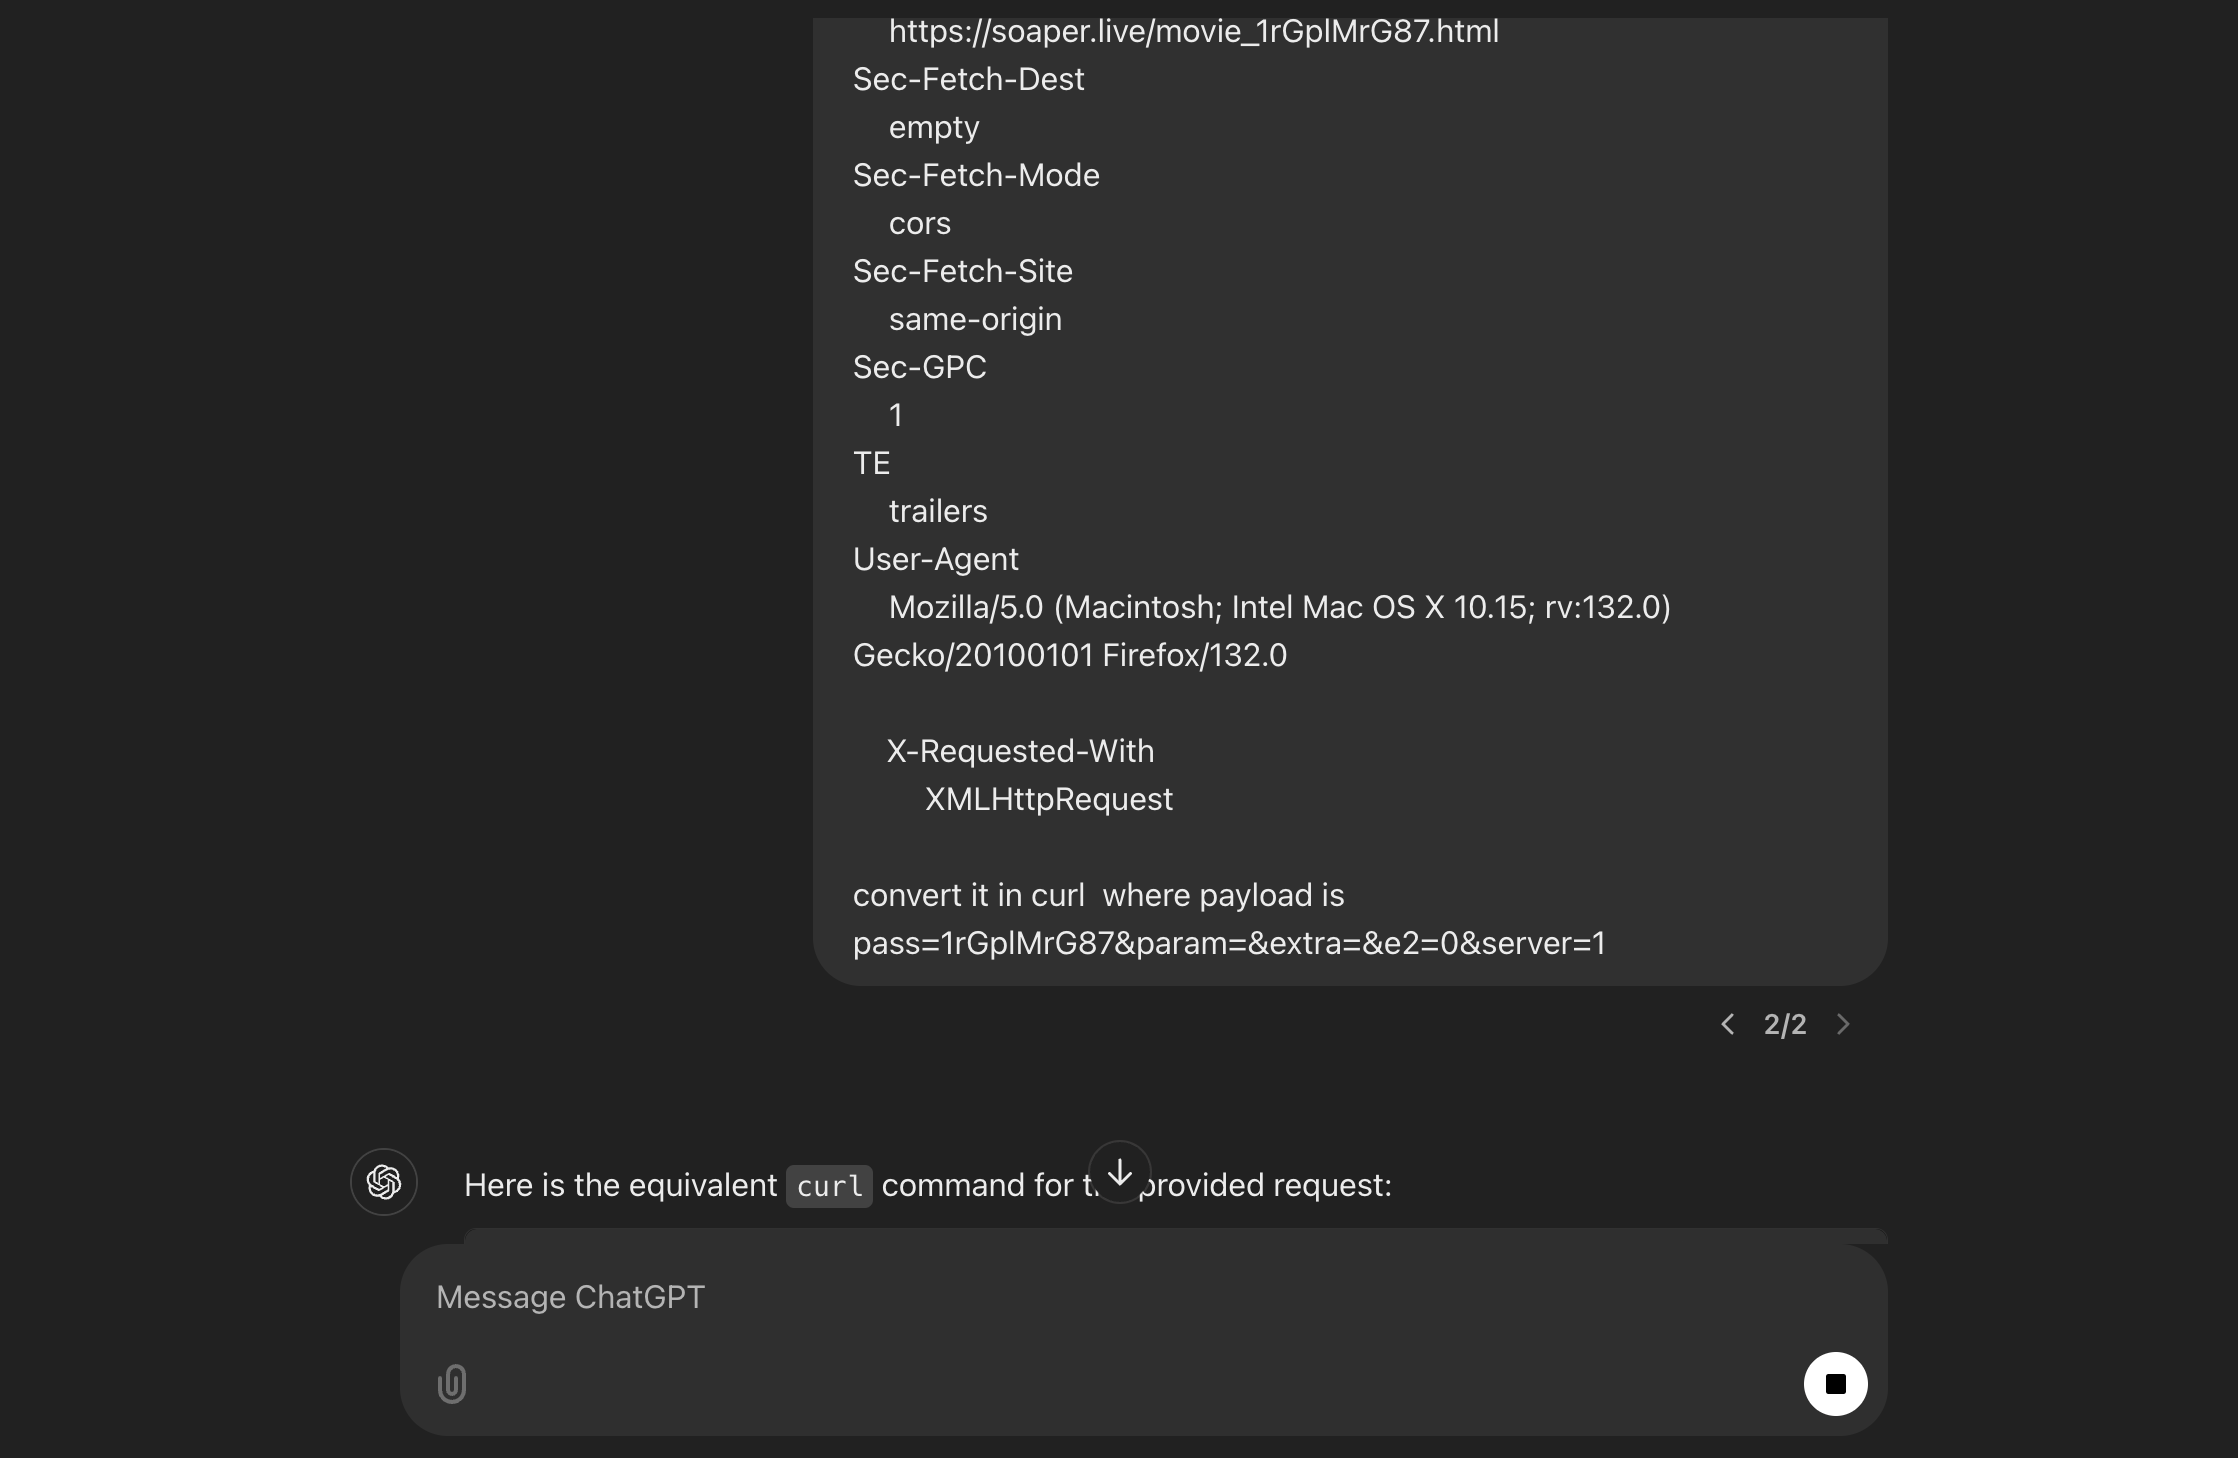 https://soaper.live/movie_1rGplMrG87.html
Sec-Fetch-Dest
empty
Sec-Fetch-Mode
cors
Sec-Fetch-Site
same-origin
Sec-GPC
1
TE
trailers
User-Agent
Mozilla/5.0 (Macintosh; Intel Mac OS X 10.15; rv:132.0)
Gecko/20100101 Firefox/132.0
X-Requested-With
XMLHttpRequest
convert it in curl  where payload is
pass=1rGplMrG87&param=&extra=&e2=0&server=1
2/2
Here is the equivalent curl command for provided request:
Message ChatGPT